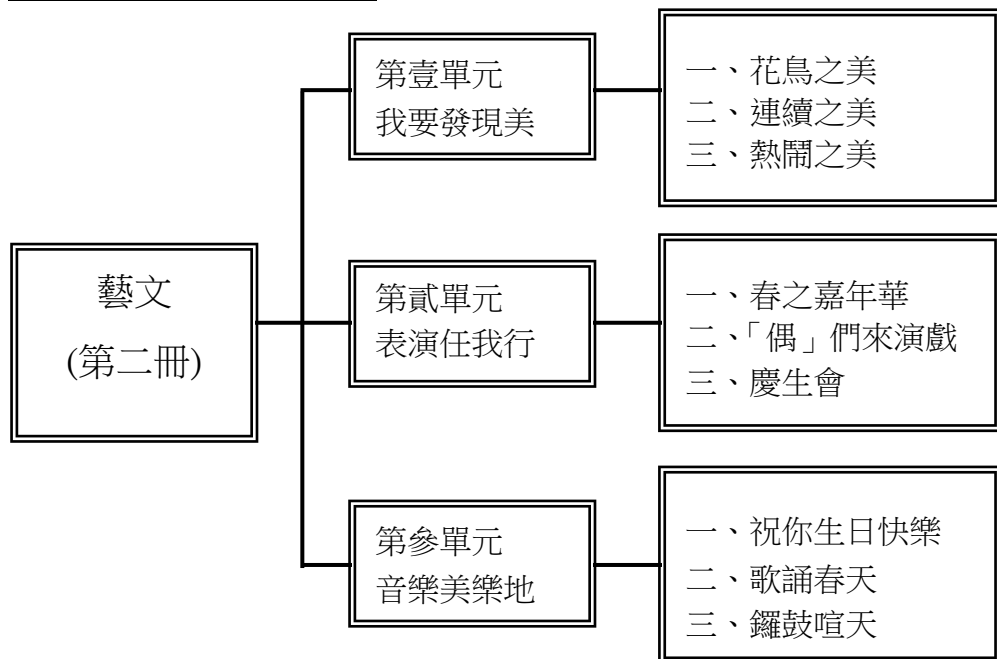 藝文
(第二冊)
第壹單元
我要發現美
一、花鳥之美
二、連續之美
三、熱鬧之美
第貳單元
表演任我行
一、春之嘉年華
二、「偶」們來演戲
三、慶生會
第參單元
音樂美樂地
一、祝你生日快樂
二、歌誦春天
三、鑼鼓喧天